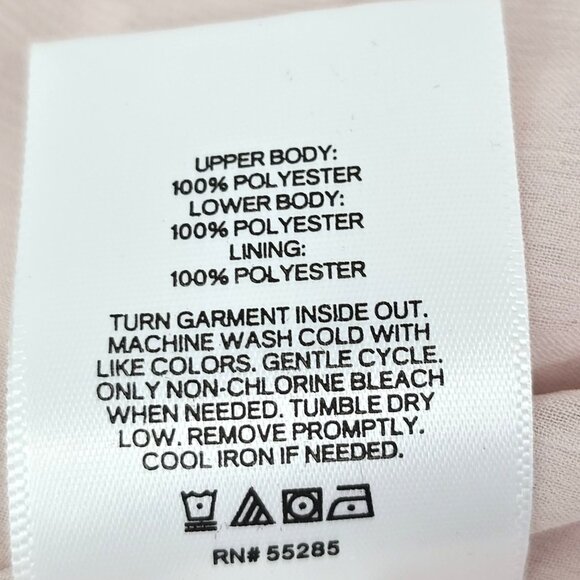 UPPER BODY:
100% POLYESTER
LOWER BODY:
100% POLYESTER
LINING:
100% POLYESTER
TURN GARMENT INSIDE OUT.
MACHINE WASH COLD WITH
LIKE COLORS. GENTLE CYCLE.
ONLY NON-CHLORINE BLEACH
WHEN NEEDED. TUMBLE DRY
LOW. REMOVE PROMPTLY.
COOL IRON IF NEEDED.
RN# 55285